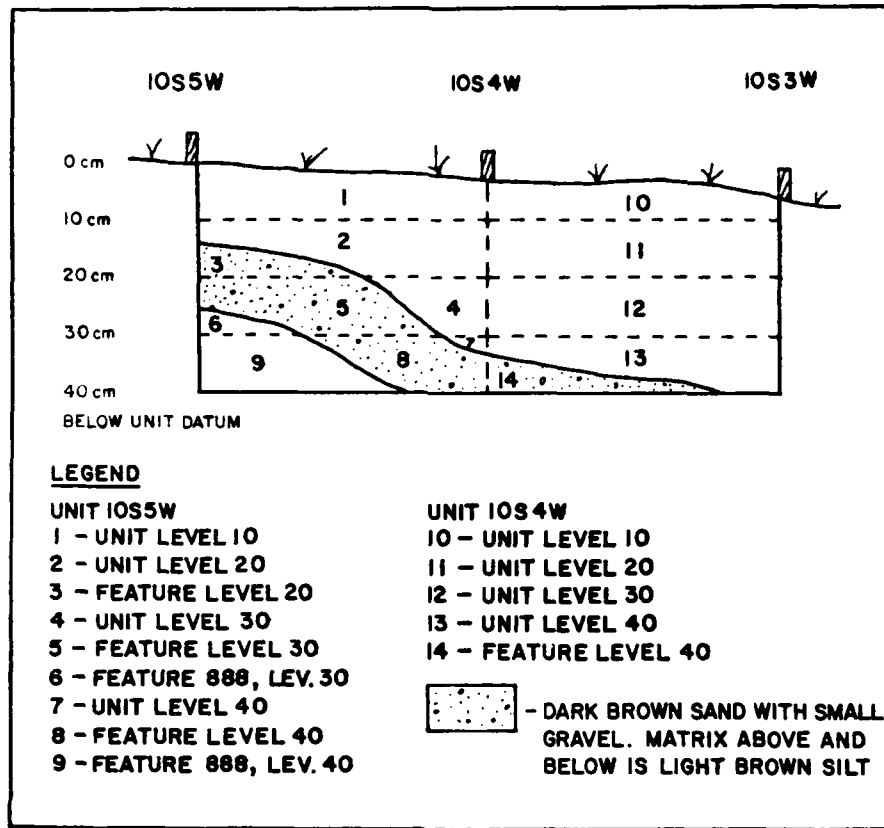 10S5W 10S4W 10S3W
0 cm
1 10
10 cm
2 11
3
20 cm
5 4 12
30 cm
6 7
9 8 14 13
40 cm
BELOW UNIT DATUM
LEGEND
UNIT 10S5W
1 - UNIT LEVEL 10
2 - UNIT LEVEL 20
3 - FEATURE LEVEL 20
4 - UNIT LEVEL 30
5 - FEATURE LEVEL 30
6 - FEATURE 888, LEV. 30
7 - UNIT LEVEL 40
8 - FEATURE LEVEL 40
9 - FEATURE 888, LEV. 40
UNIT 10S4W
10 - UNIT LEVEL 10
11 - UNIT LEVEL 20
12 - UNIT LEVEL 30
13 - UNIT LEVEL 40
14 - FEATURE LEVEL 40
- DARK BROWN SAND WITH SMALL
GRAVEL. MATRIX ABOVE AND
BELOW IS LIGHT BROWN SILT